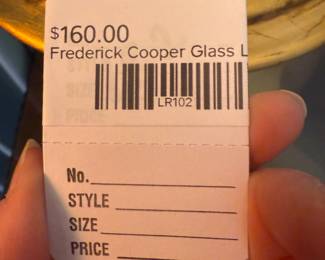 $160.00
Frederick Cooper Glass L
LR102
No.
STYLE
SIZE
PRICE